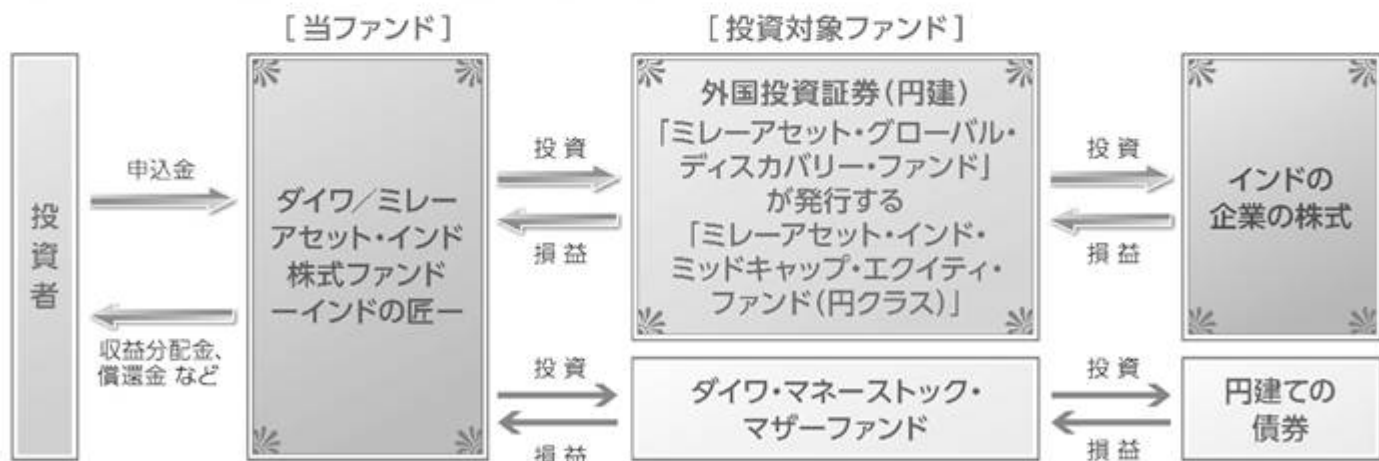 [当ファンド]
[投資対象ファンド]
投資者
申込金
収益分配金、
償還金 など
ダイワ／ミレー
アセット・インド
株式ファンド
－インドの匠－
投資
損益
外国投資証券(円建)
「ミレーアセット・グローバル・
ディスカバリー・ファンド」
が発行する
「ミレーアセット・インド・
ミッドキャップ・エクイティ・
ファンド(円クラス)」
投資
損益
インドの
企業の株式
投資
損益
ダイワ・マネーストック・
マザーファンド
投資
損益
円建ての
債券